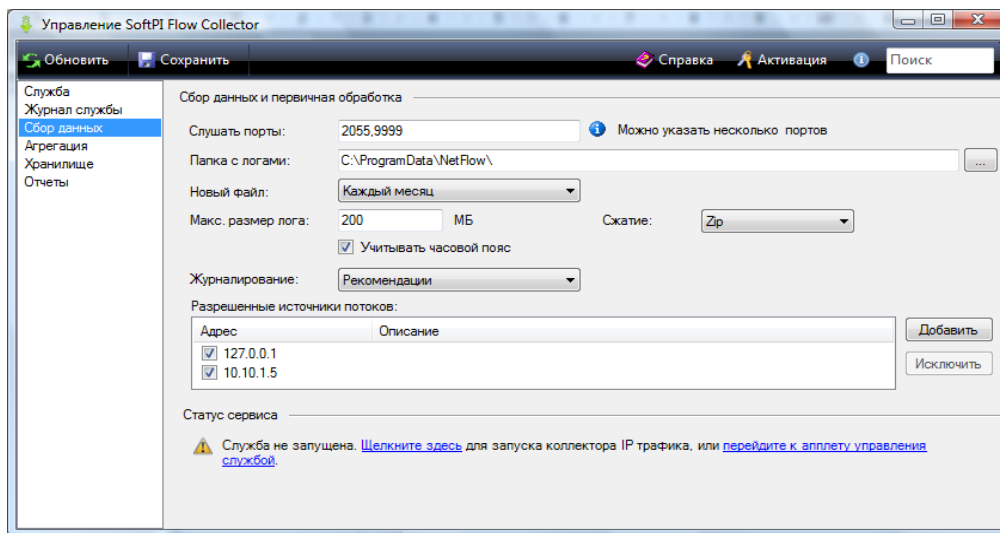 Управление SoftPI Flow Collector
Обновить Сохранить Справка Активация Поиск
Служба
Журнал службы
Сбор данных
Агрегация
Хранилище
Отчеты
Сбор данных и первичная обработка
Слушать порты: 2055,9999 Можно указать несколько портов
Папка с логами: C:\ProgramData\NetFlow\ ...
Новый файл: Каждый месяц
Макс. размер лога: 200 МБ Сжатие: Zip
Учитывать часовой пояс
Журналирование: Рекомендации
Разрешенные источники потоков:
Адрес Описание Добавить
127.0.0.1
10.10.1.5 Исключить
Статус сервиса
Служба не запущена. Щелкните здесь для запуска коллектора IP трафика, или перейдите к апплету управления
службой.